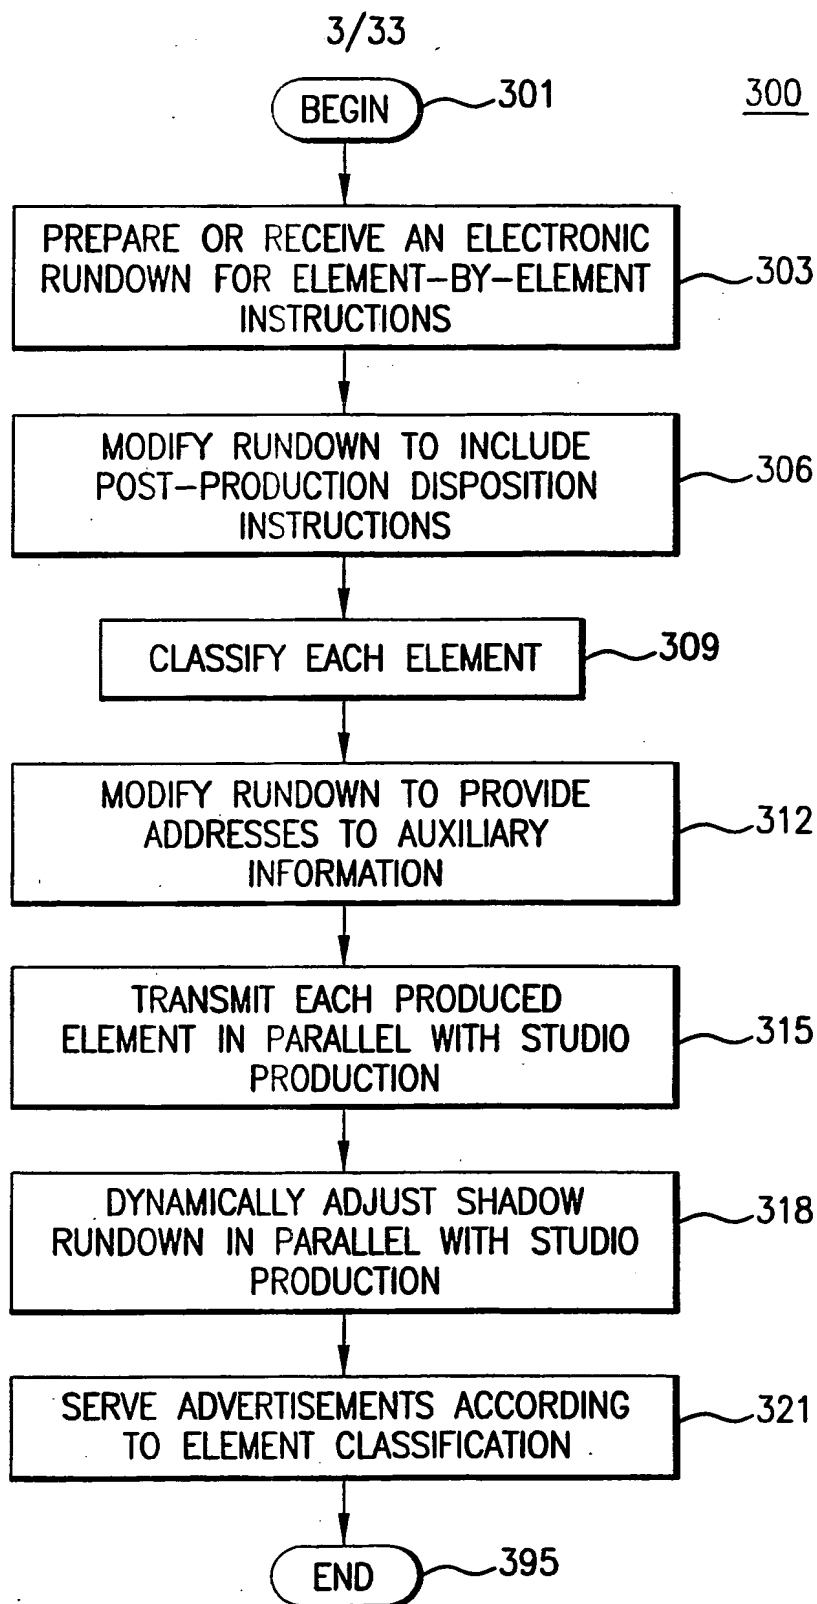 3/33
300
BEGIN
301
PREPARE OR RECEIVE AN ELECTRONIC
RUNDOWN FOR ELEMENT-BY-ELEMENT
INSTRUCTIONS
303
MODIFY RUNDOWN TO INCLUDE
POST-PRODUCTION DISPOSITION
INSTRUCTIONS
306
CLASSIFY EACH ELEMENT
309
MODIFY RUNDOWN TO PROVIDE
ADDRESSES TO AUXILIARY
INFORMATION
312
TRANSMIT EACH PRODUCED
ELEMENT IN PARALLEL WITH STUDIO
PRODUCTION
315
DYNAMICALLY ADJUST SHADOW
RUNDOWN IN PARALLEL WITH STUDIO
PRODUCTION
318
SERVE ADVERTISEMENTS ACCORDING
TO ELEMENT CLASSIFICATION
321
END
395